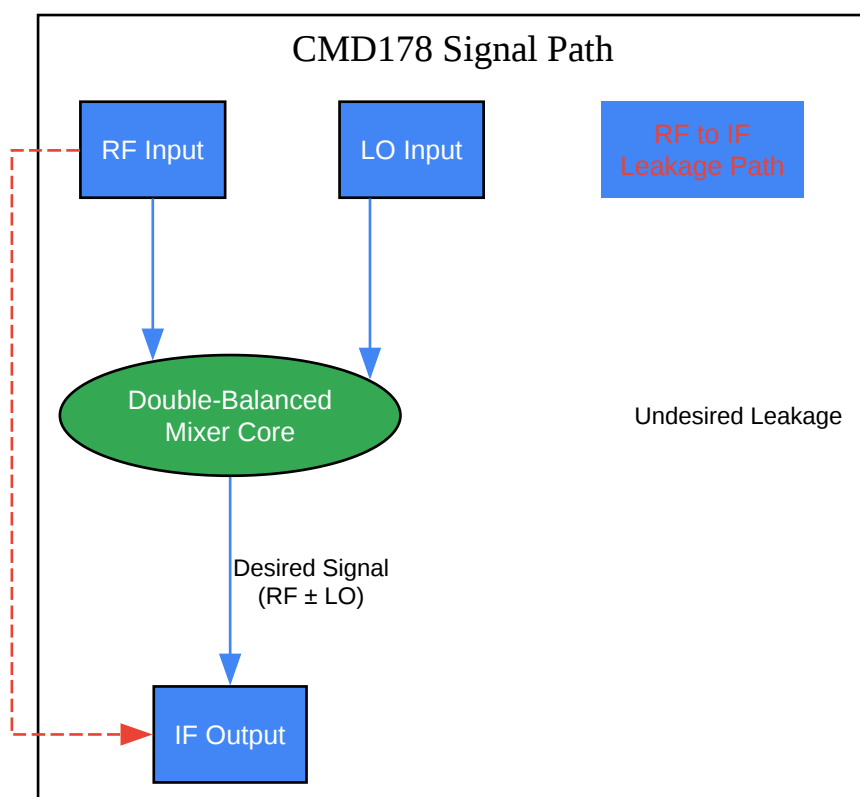 CMD178 Signal Path
RF Input
LO Input
RF to IF
Leakage Path
Double-Balanced
Mixer Core
Undesired Leakage
Desired Signal
(RF ± LO)
IF Output